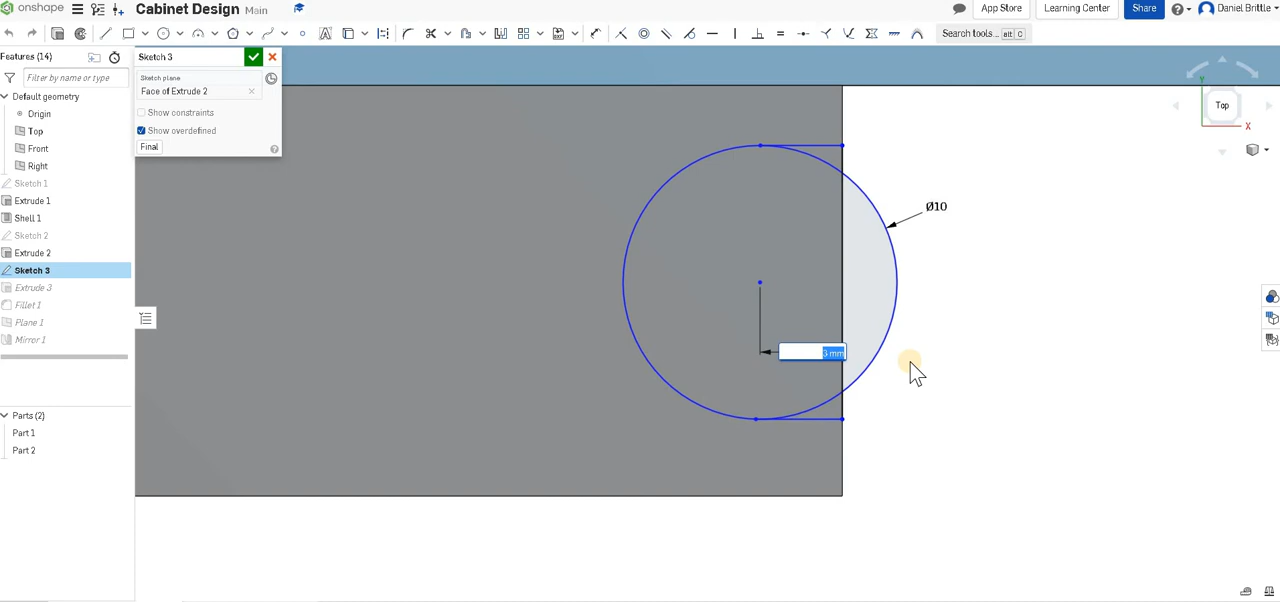 onshape Cabinet Design Main App Store Learning Center Share Daniel Brittle
Search tools... alt C
Features (14)
Filter by name or type
Default geometry
Origin
Top
Front
Right
Sketch 1
Extrude 1
Shell 1
Sketch 2
Extrude 2
Sketch 3
Extrude 3
Fillet 1
Plane 1
Mirror 1
Parts (2)
Part 1
Part 2
Sketch 3
Sketch plane
Face of Extrude 2
Show constraints
Show overdefined
Final
Ø10
3 mm
Y
Top
X